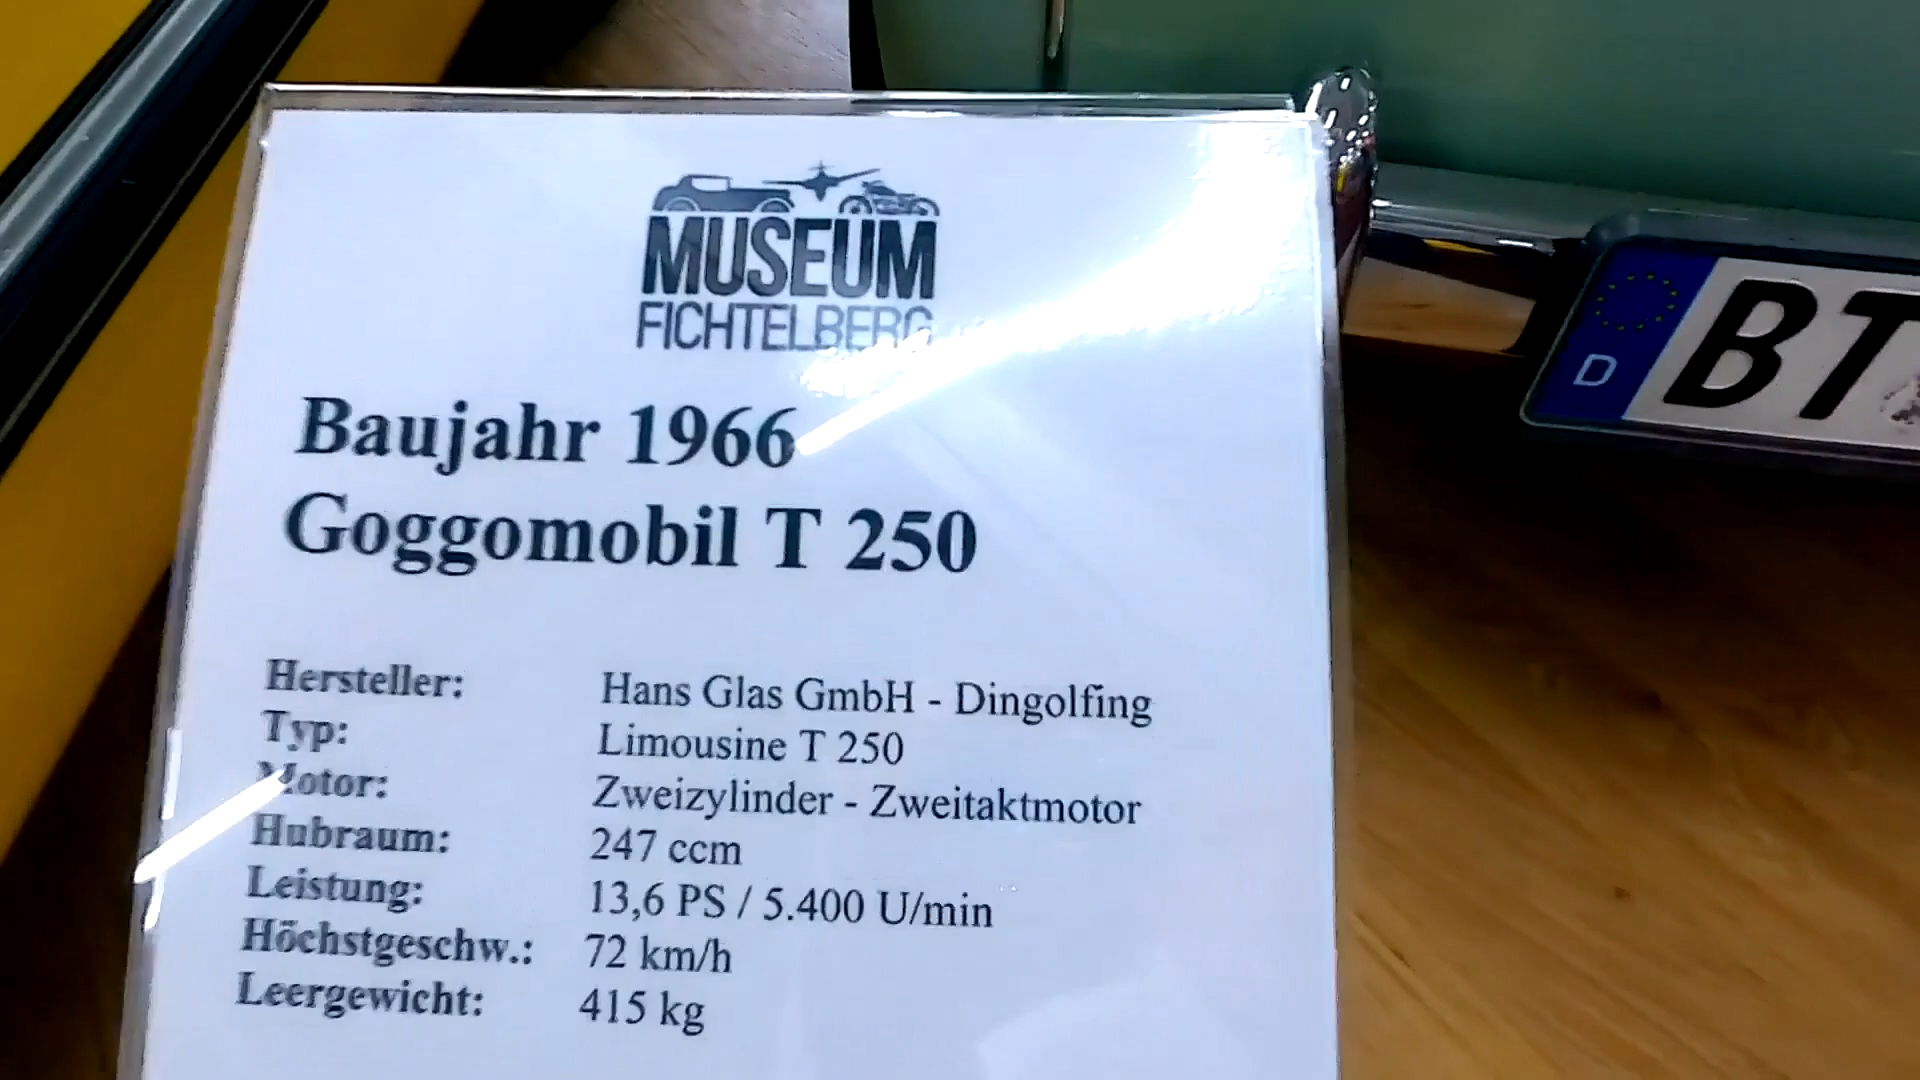 MUSEUM
FICHTELBERG
Baujahr 1966
Goggomobil T 250
Hersteller: Hans Glas GmbH - Dingolfing
Typ: Limousine T 250
Motor: Zweizylinder - Zweitaktmotor
Hubraum: 247 ccm
Leistung: 13,6 PS / 5.400 U/min
Höchstgeschw.: 72 km/h
Leergewicht: 415 kg
D
BT